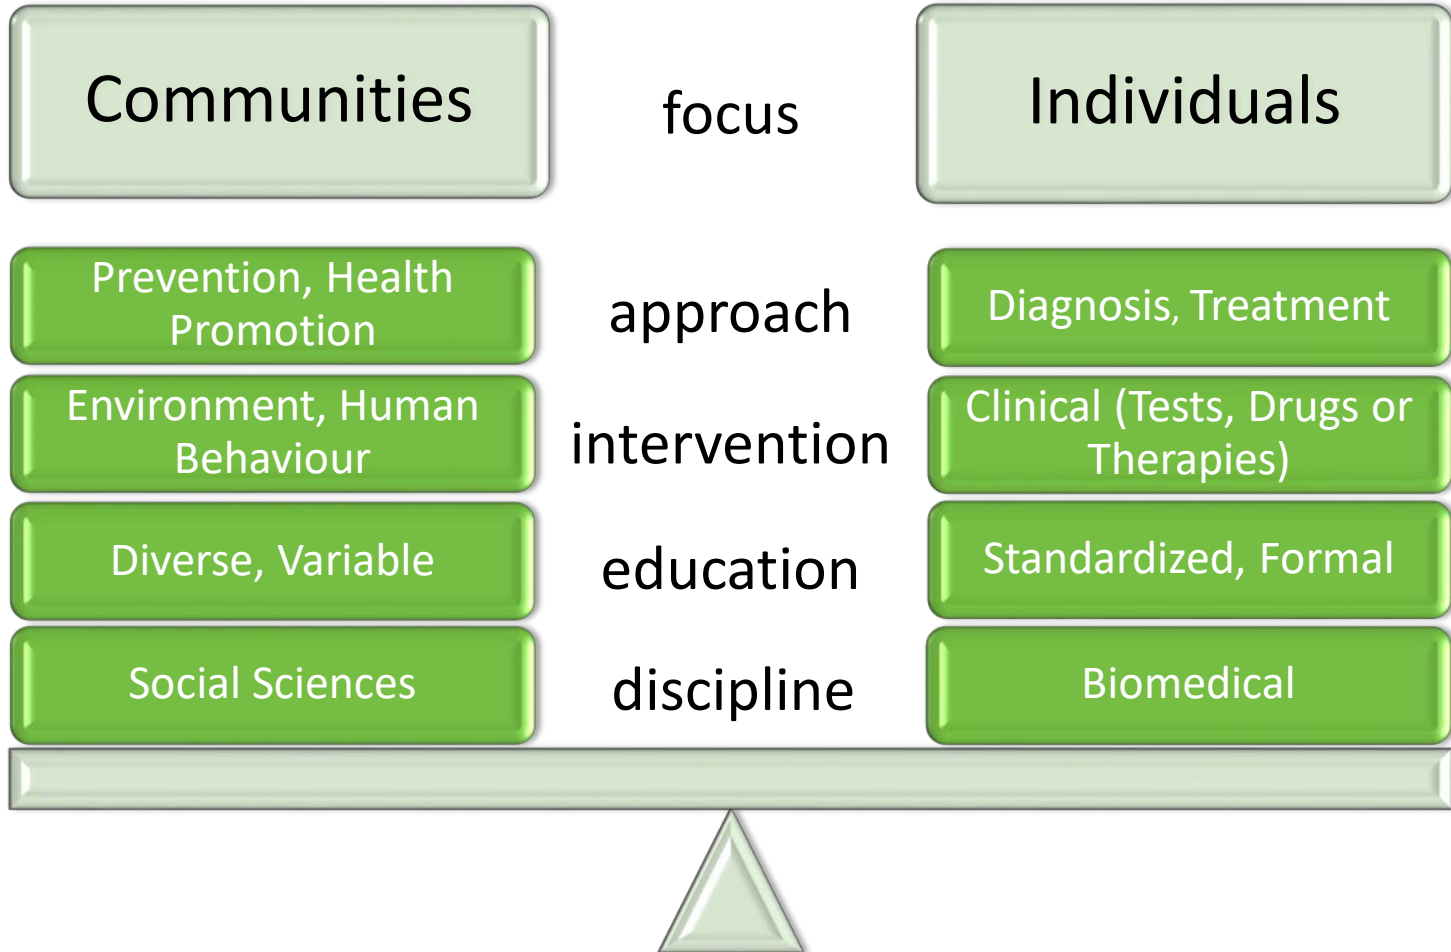 Communities
focus
Individuals
Prevention, Health
Promotion
approach
Diagnosis, Treatment
Environment, Human
Behaviour
intervention
Clinical (Tests, Drugs or
Therapies)
Diverse, Variable
education
Standardized, Formal
Social Sciences
discipline
Biomedical